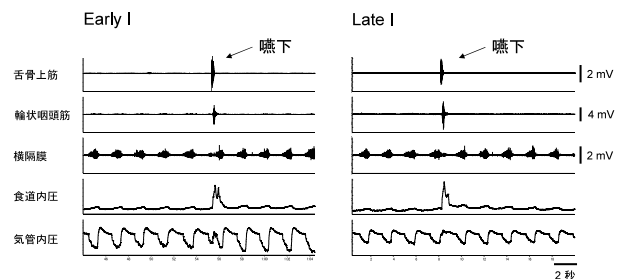 Early I
Late I
嚥下
嚥下
舌骨上筋
2 mV
輪状咽頭筋
4 mV
横隔膜
2 mV
食道内圧
気管内圧
2 秒